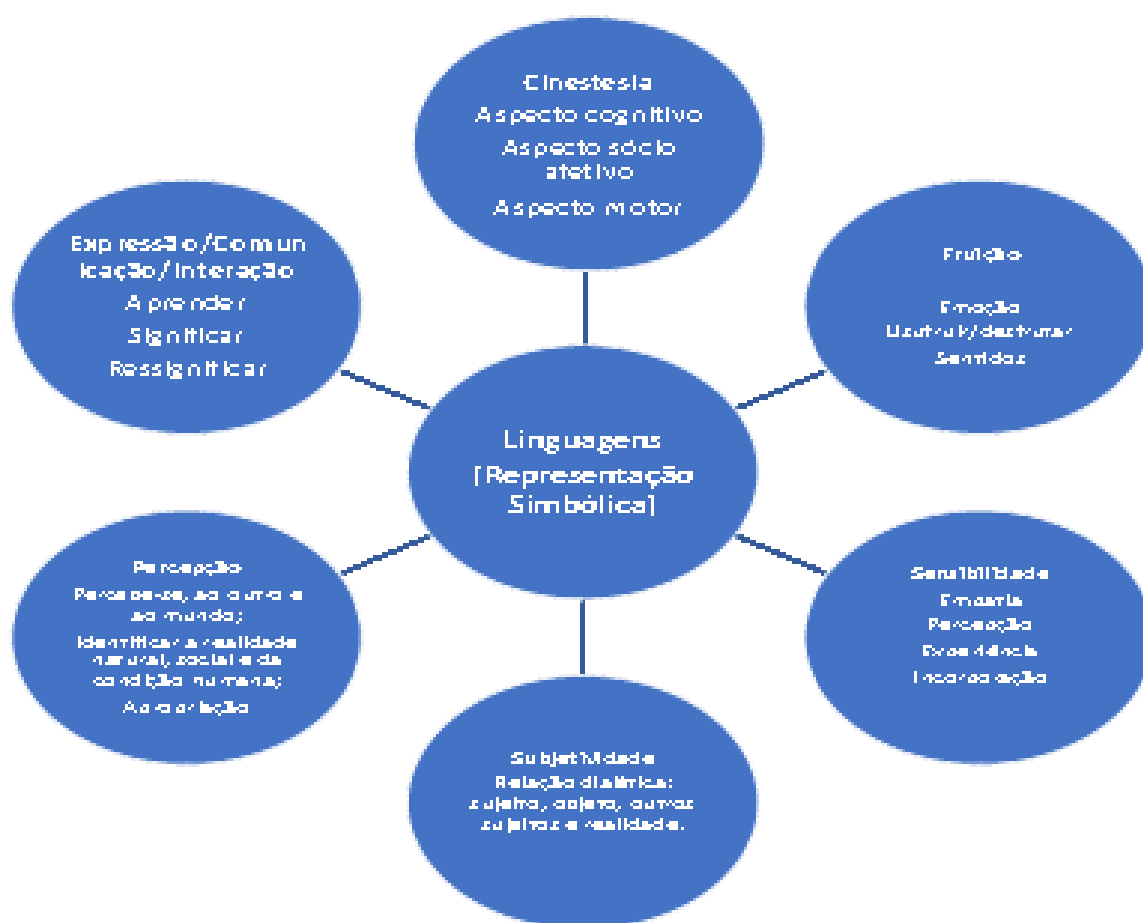 Cinestesia
Aspecto cognitivo
Aspecto sócio
afetivo
Aspecto motor
Expressão/Comun
icação/Interação
Aprender
Significar
Ressignificar
Fruição
Emoção
Usufruir/desfrutar
Sentidos
Linguagens
[Representação
Simbólica]
Percepção
Perceber-se, ao outro e
ao mundo;
Identificar a realidade
natural, social e da
condição humana;
Apropriação
Sensibilidade
Empatia
Percepção
Experiência
Incorporação
Subjetividade
Relação dialética:
sujeito, objeto, outros
sujeitos e realidade.